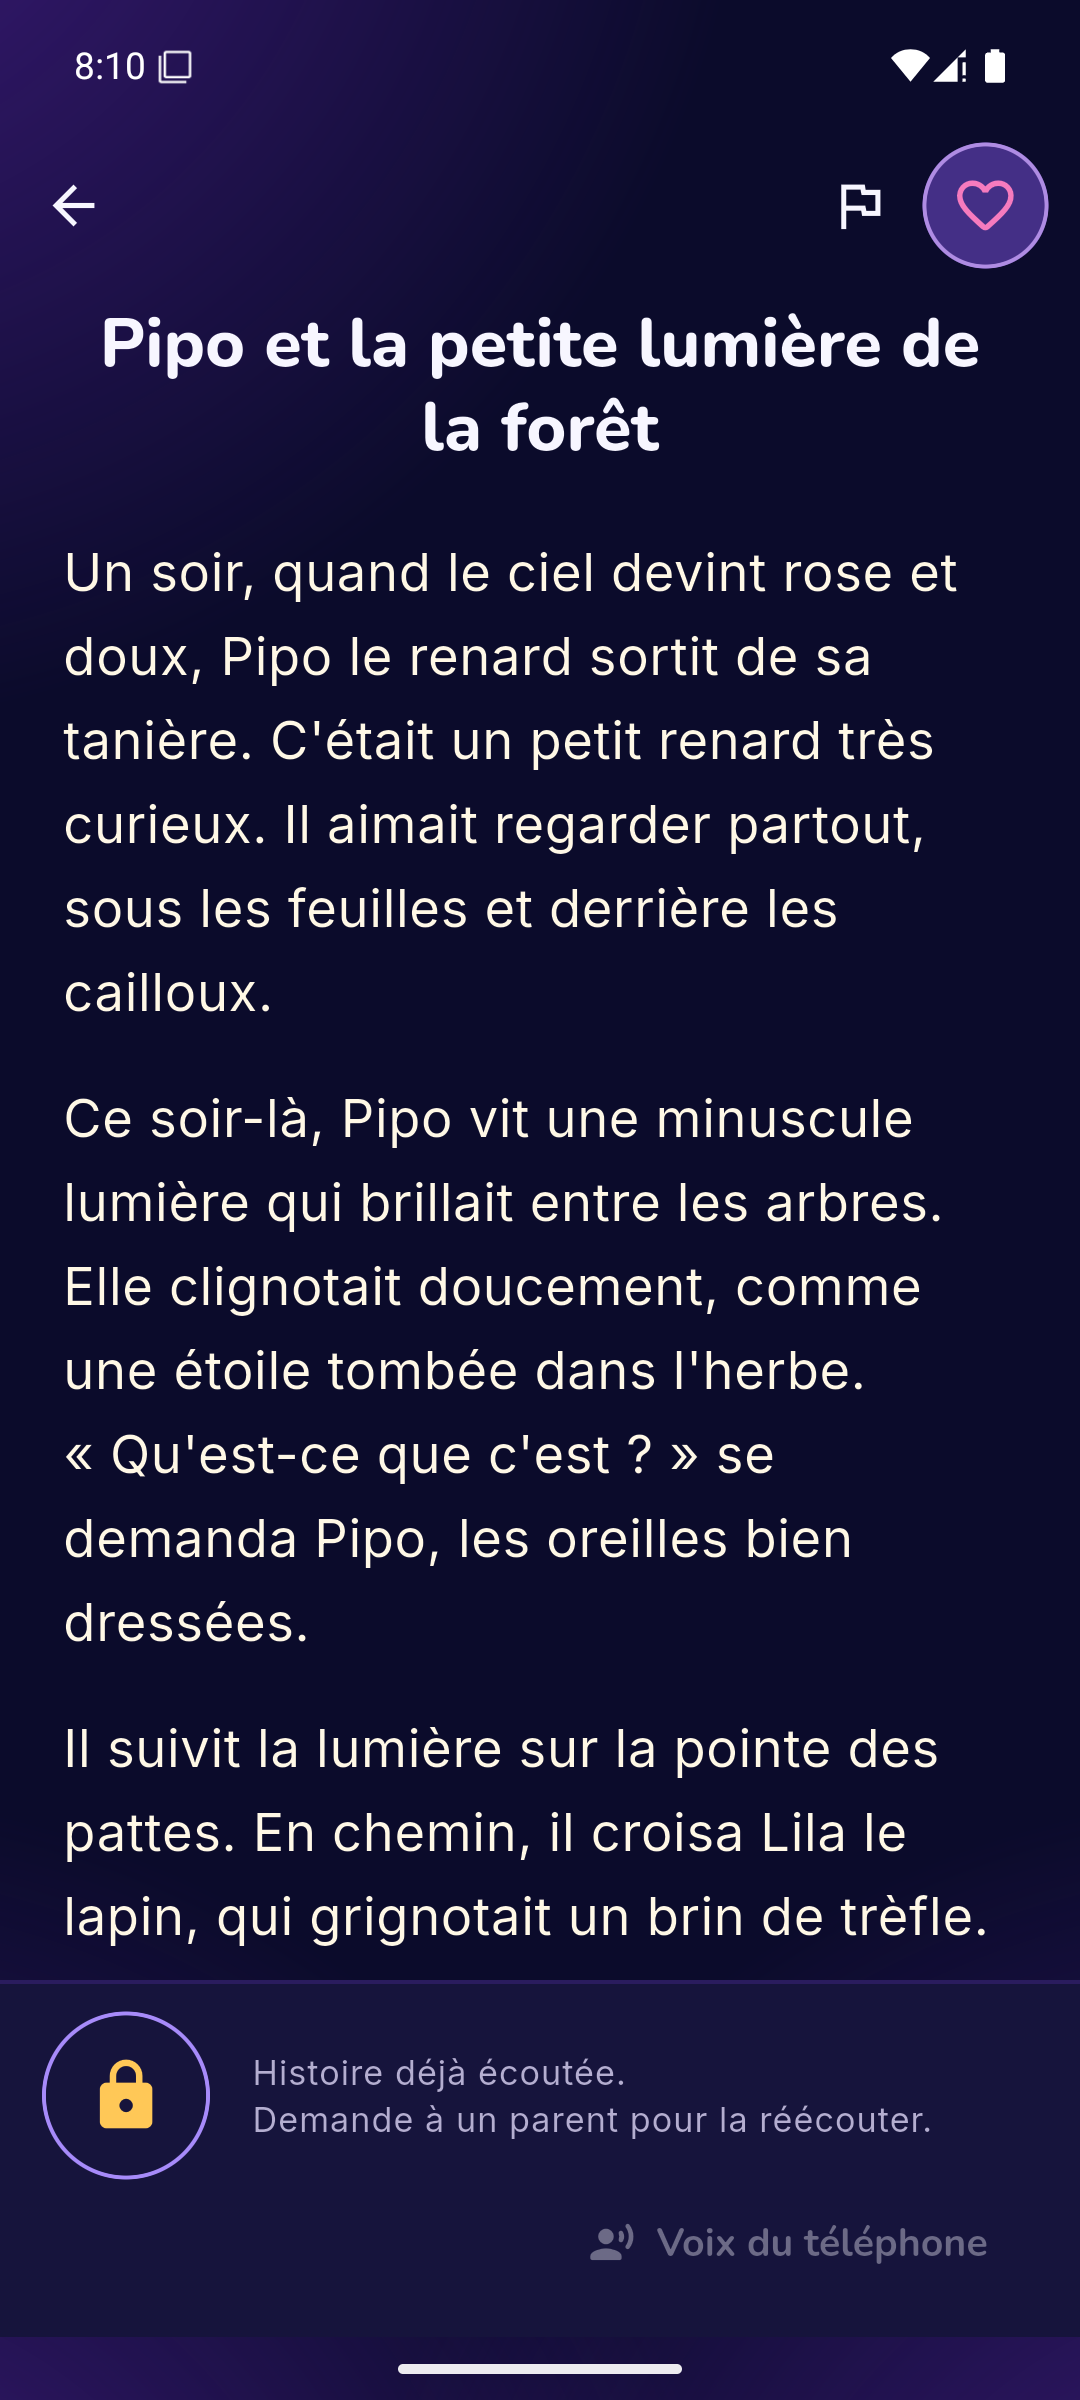 8:10
Pipo et la petite lumière de
la forêt
Un soir, quand le ciel devint rose et
doux, Pipo le renard sortit de sa
tanière. C'était un petit renard très
curieux. Il aimait regarder partout,
sous les feuilles et derrière les
cailloux.
Ce soir-là, Pipo vit une minuscule
lumière qui brillait entre les arbres.
Elle clignotait doucement, comme
une étoile tombée dans l'herbe.
« Qu'est-ce que c'est ? » se
demanda Pipo, les oreilles bien
dressées.
Il suivit la lumière sur la pointe des
pattes. En chemin, il croisa Lila le
lapin, qui grignotait un brin de trèfle.
Histoire déjà écoutée.
Demande à un parent pour la réécouter.
Voix du téléphone